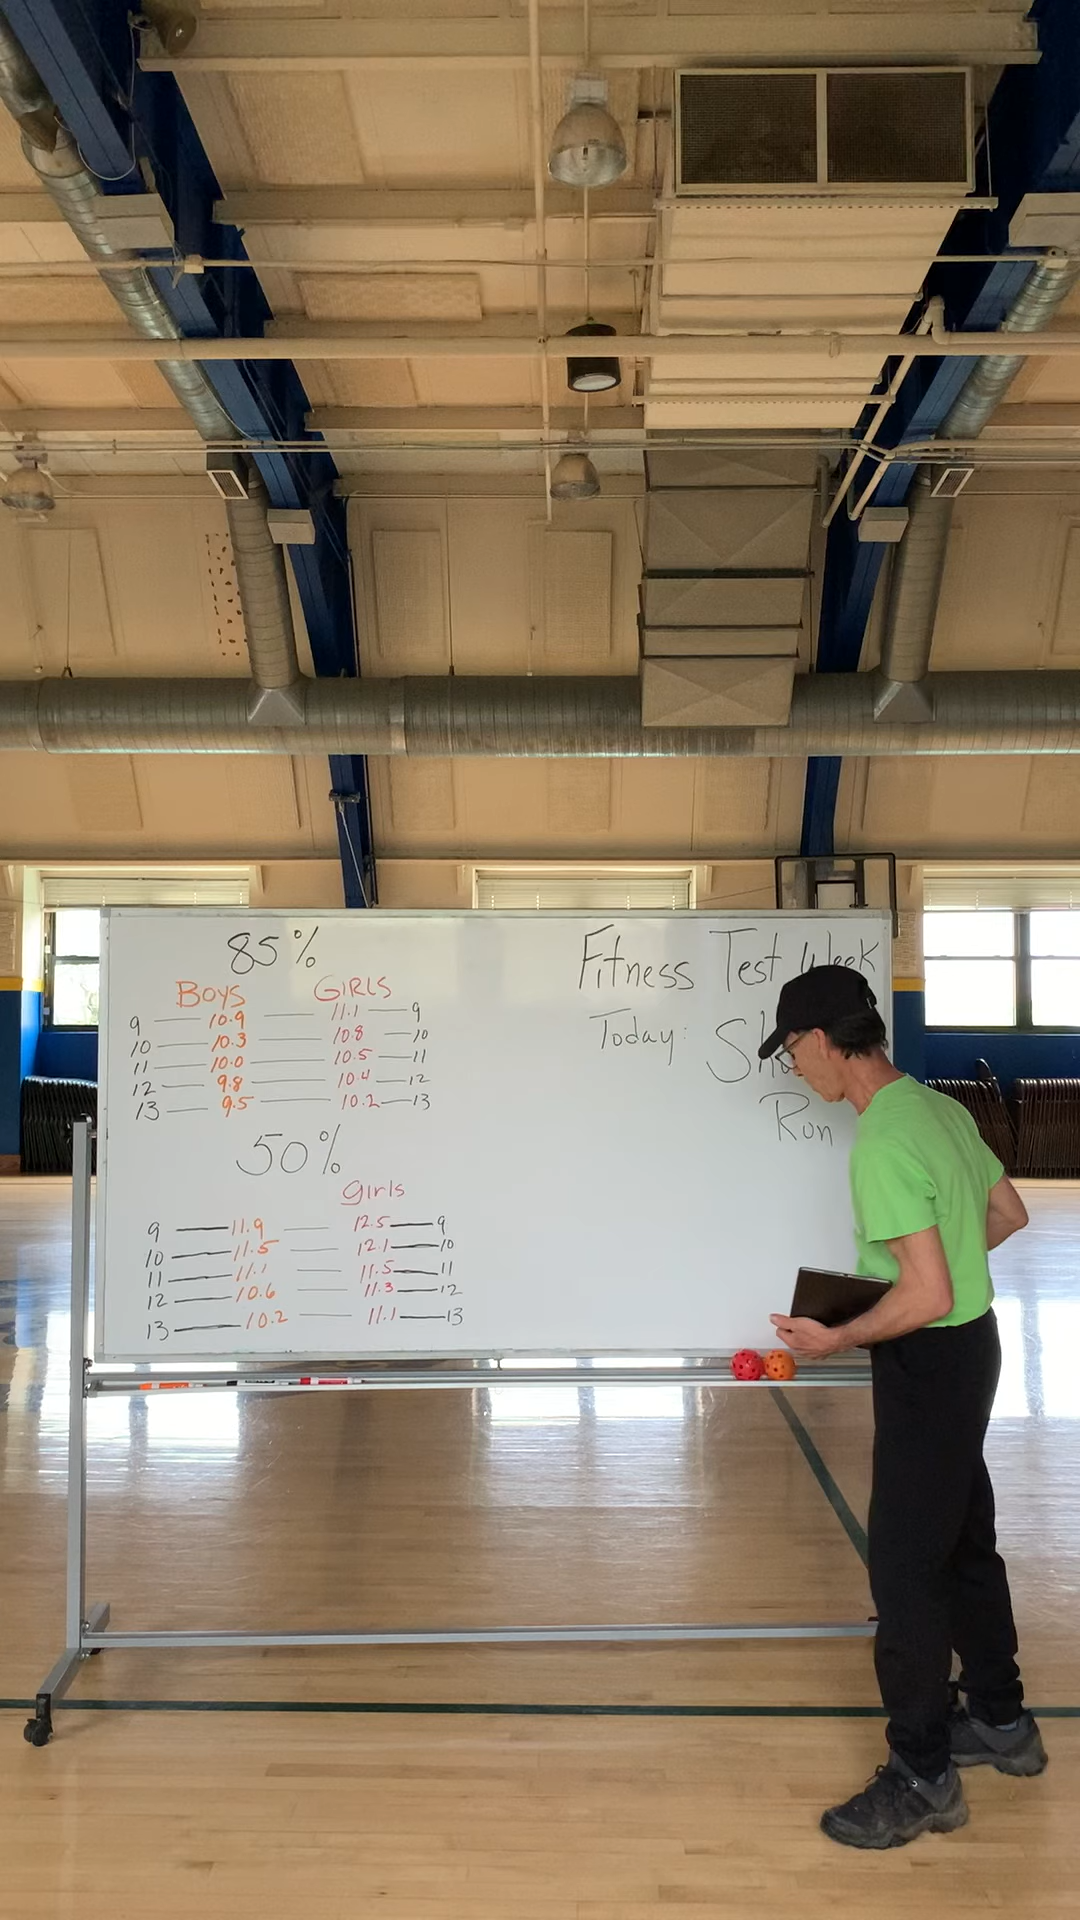 85%
BOYS GIRLS
9 — 10.9 — 11.1 — 9
10 — 10.3 — 10.8 — 10
11 — 10.0 — 10.5 — 11
12 — 9.8 — 10.4 — 12
13 — 9.5 — 10.2 — 13
50%
girls
9 — 11.9 — 12.5 — 9
10 — 11.5 — 12.1 — 10
11 — 11.1 — 11.5 — 11
12 — 10.6 — 11.3 — 12
13 — 10.2 — 11.1 — 13
Fitness Test Week
Today:
Run